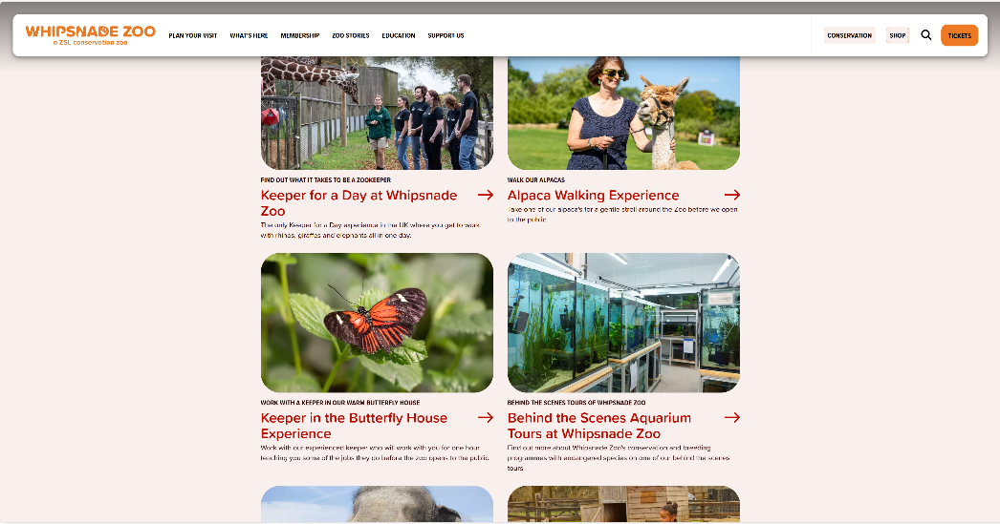 WHIPSNADE ZOO
a ZSL conservation zoo
PLAN YOUR VISIT
WHAT'S HERE
MEMBERSHIP
ZOO STORIES
EDUCATION
SUPPORT US
CONSERVATION
SHOP
TICKETS
FIND OUT WHAT IT TAKES TO BE A ZOOKEEPER
Keeper for a Day at Whipsnade
Zoo
The only Keeper for a Day experience in the UK where you get to work
with rhinos, giraffes and elephants all in one day.
WALK OUR ALPACAS
Alpaca Walking Experience
Take one of our alpaca's for a gentle stroll around the Zoo before we open
to the public.
WORK WITH A KEEPER IN OUR WARM BUTTERFLY HOUSE
Keeper in the Butterfly House
Experience
Work with our experienced keeper who will work with you for one hour
teaching you some of the jobs they do before the zoo opens to the public
BEHIND THE SCENES TOURS OF WHIPSNADE ZOO
Behind the Scenes Aquarium
Tours at Whipsnade Zoo
Find out more about Whipsnade Zoo's conservation and breeding
programmes with endangered species on one of our behind the scenes
tours.